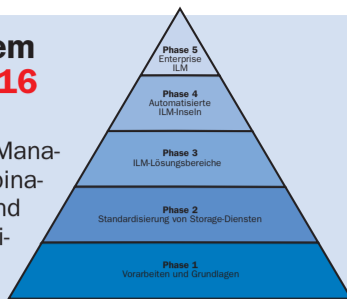 em
16
Mana-
bina-
nd
i-
Phase 5
Enterprise
ILM
Phase 4
Automatisierte
ILM-Inseln
Phase 3
ILM-Lösungsbereiche
Phase 2
Standardisierung von Storage-Diensten
Phase 1
Vorarbeiten und Grundlagen